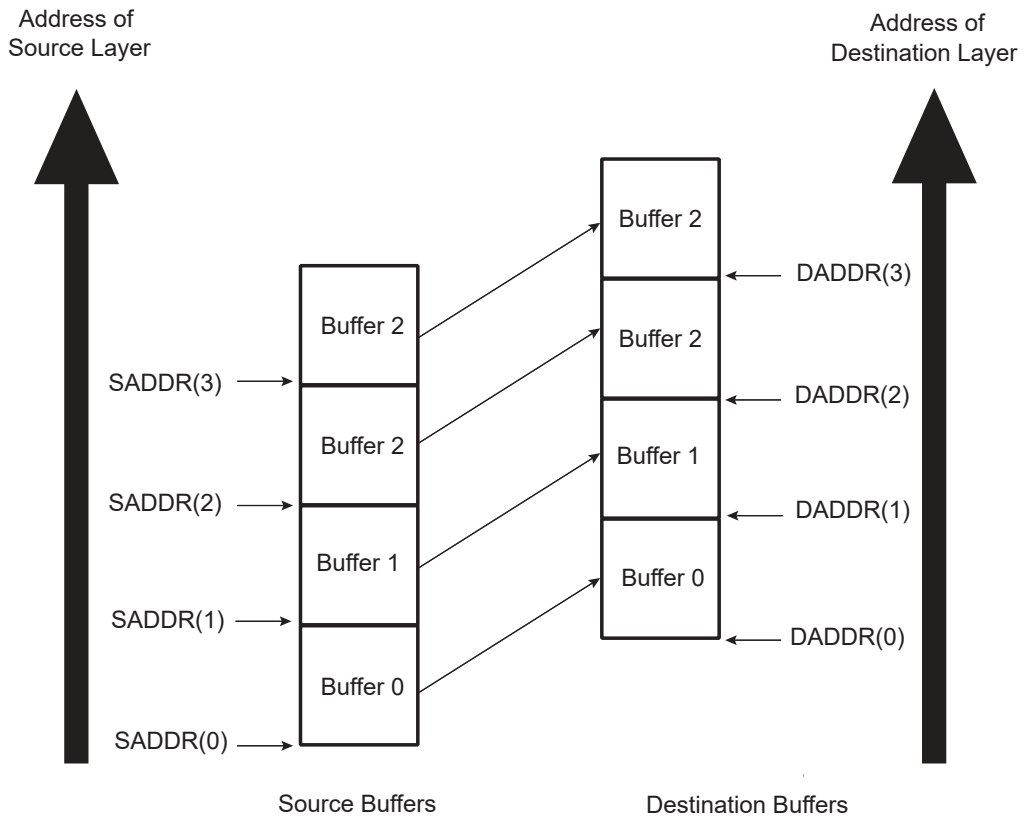 Address of
Source Layer
Address of
Destination Layer
Buffer 2
DADDR(3)
Buffer 2
Buffer 2
SADDR(3)
DADDR(2)
Buffer 2
Buffer 1
SADDR(2)
DADDR(1)
Buffer 1
Buffer 0
SADDR(1)
DADDR(0)
Buffer 0
SADDR(0)
Source Buffers
Destination Buffers